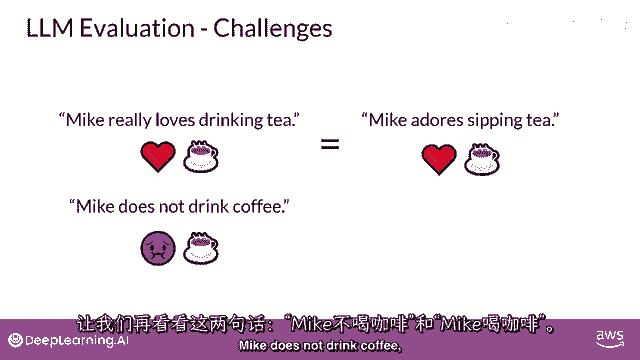 LLM Evaluation - Challenges
“Mike really loves drinking tea.”
=
“Mike adores sipping tea.”
“Mike does not drink coffee.”
让我们再看看这两句话：“Mike不喝咖啡”和“Mike喝咖啡”。
Mike does not drink coffee,
DeepLearning.AI
aws